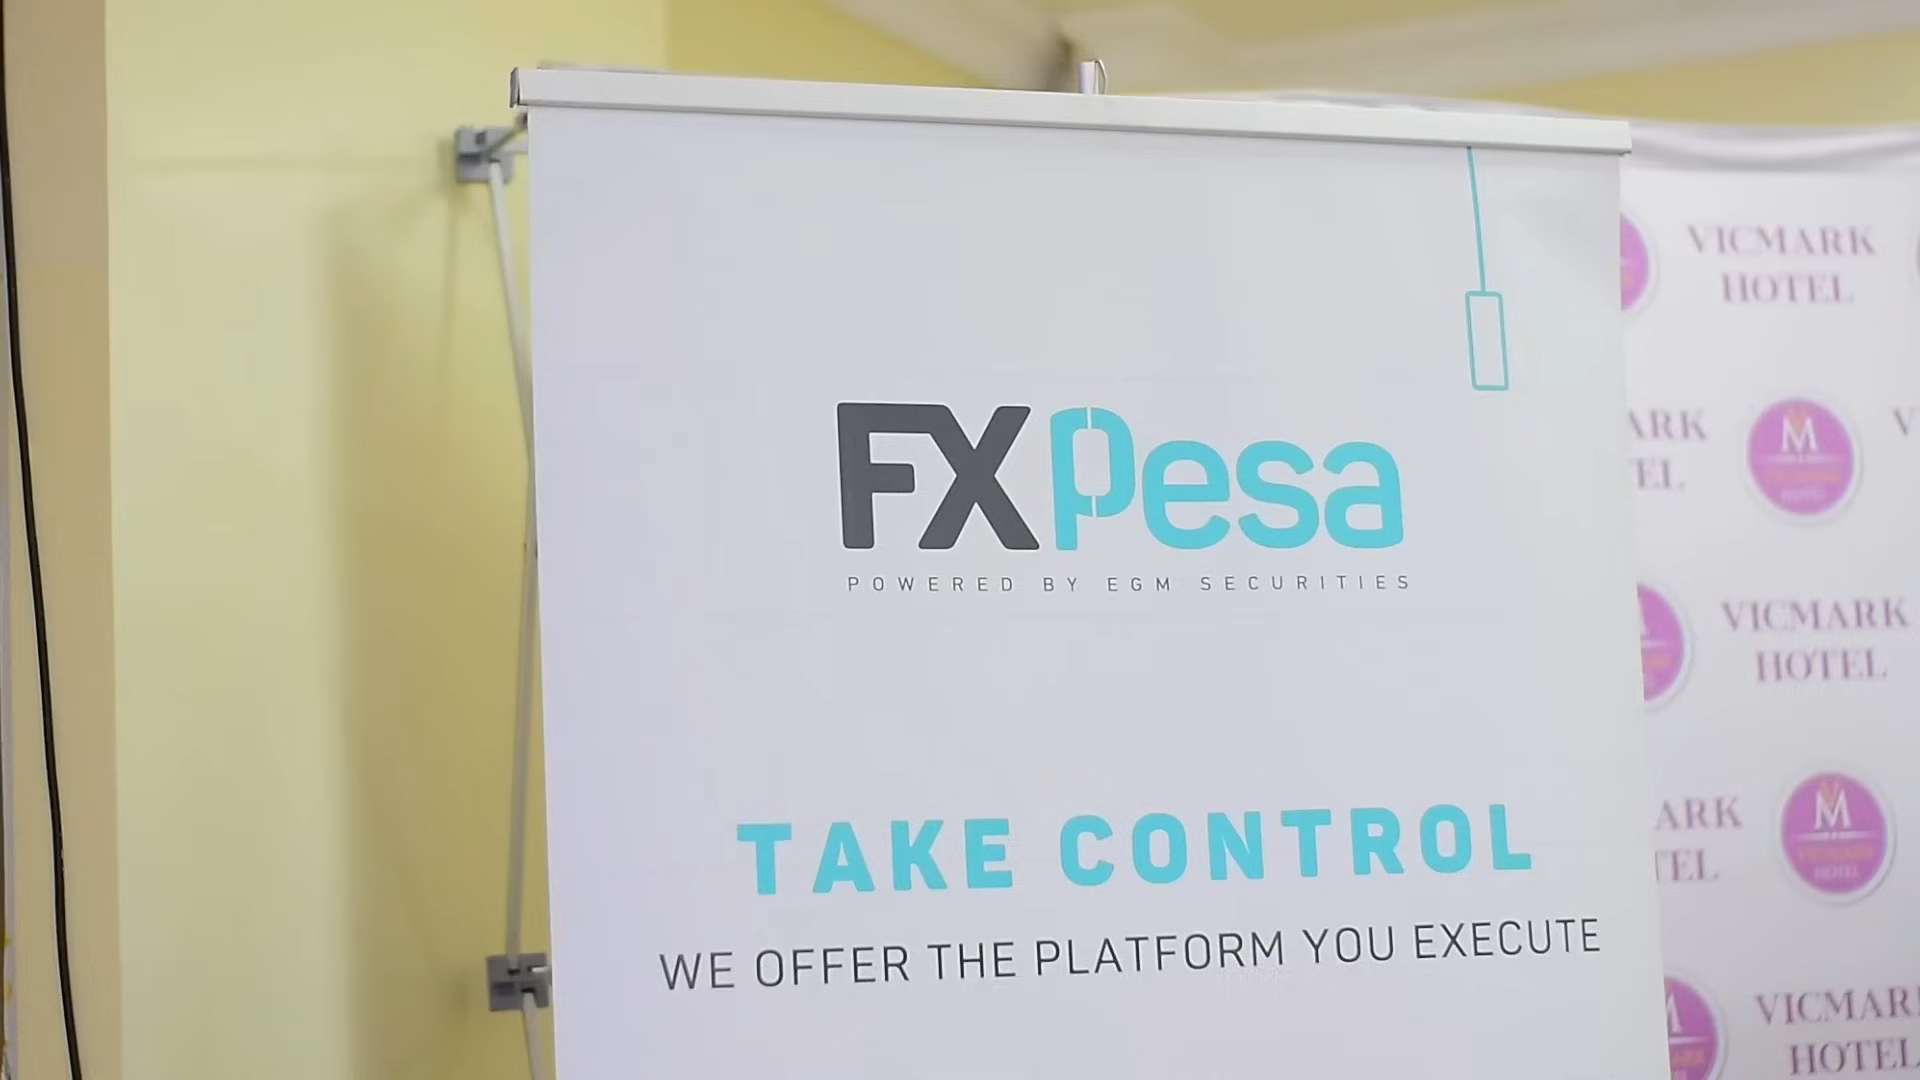 FXPesa
POWERED BY EGM SECURITIES
TAKE CONTROL
WE OFFER THE PLATFORM YOU EXECUTE
VICMARK
HOTEL
ARK
EL
M
VICMARK
HOTEL
ARK
TEL
M
VICMARK
HOTEL